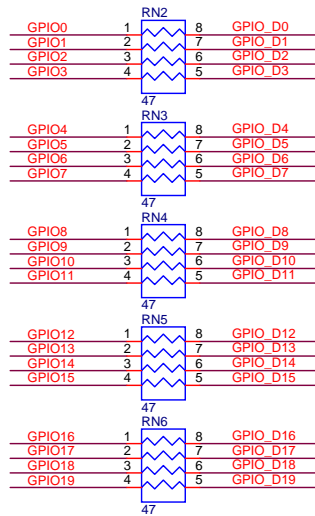 RN2
GPIO0 1 8 GPIO_D0
GPIO1 2 7 GPIO_D1
GPIO2 3 6 GPIO_D2
GPIO3 4 5 GPIO_D3
47
RN3
GPIO4 1 8 GPIO_D4
GPIO5 2 7 GPIO_D5
GPIO6 3 6 GPIO_D6
GPIO7 4 5 GPIO_D7
47
RN4
GPIO8 1 8 GPIO_D8
GPIO9 2 7 GPIO_D9
GPIO10 3 6 GPIO_D10
GPIO11 4 5 GPIO_D11
47
RN5
GPIO12 1 8 GPIO_D12
GPIO13 2 7 GPIO_D13
GPIO14 3 6 GPIO_D14
GPIO15 4 5 GPIO_D15
47
RN6
GPIO16 1 8 GPIO_D16
GPIO17 2 7 GPIO_D17
GPIO18 3 6 GPIO_D18
GPIO19 4 5 GPIO_D19
47